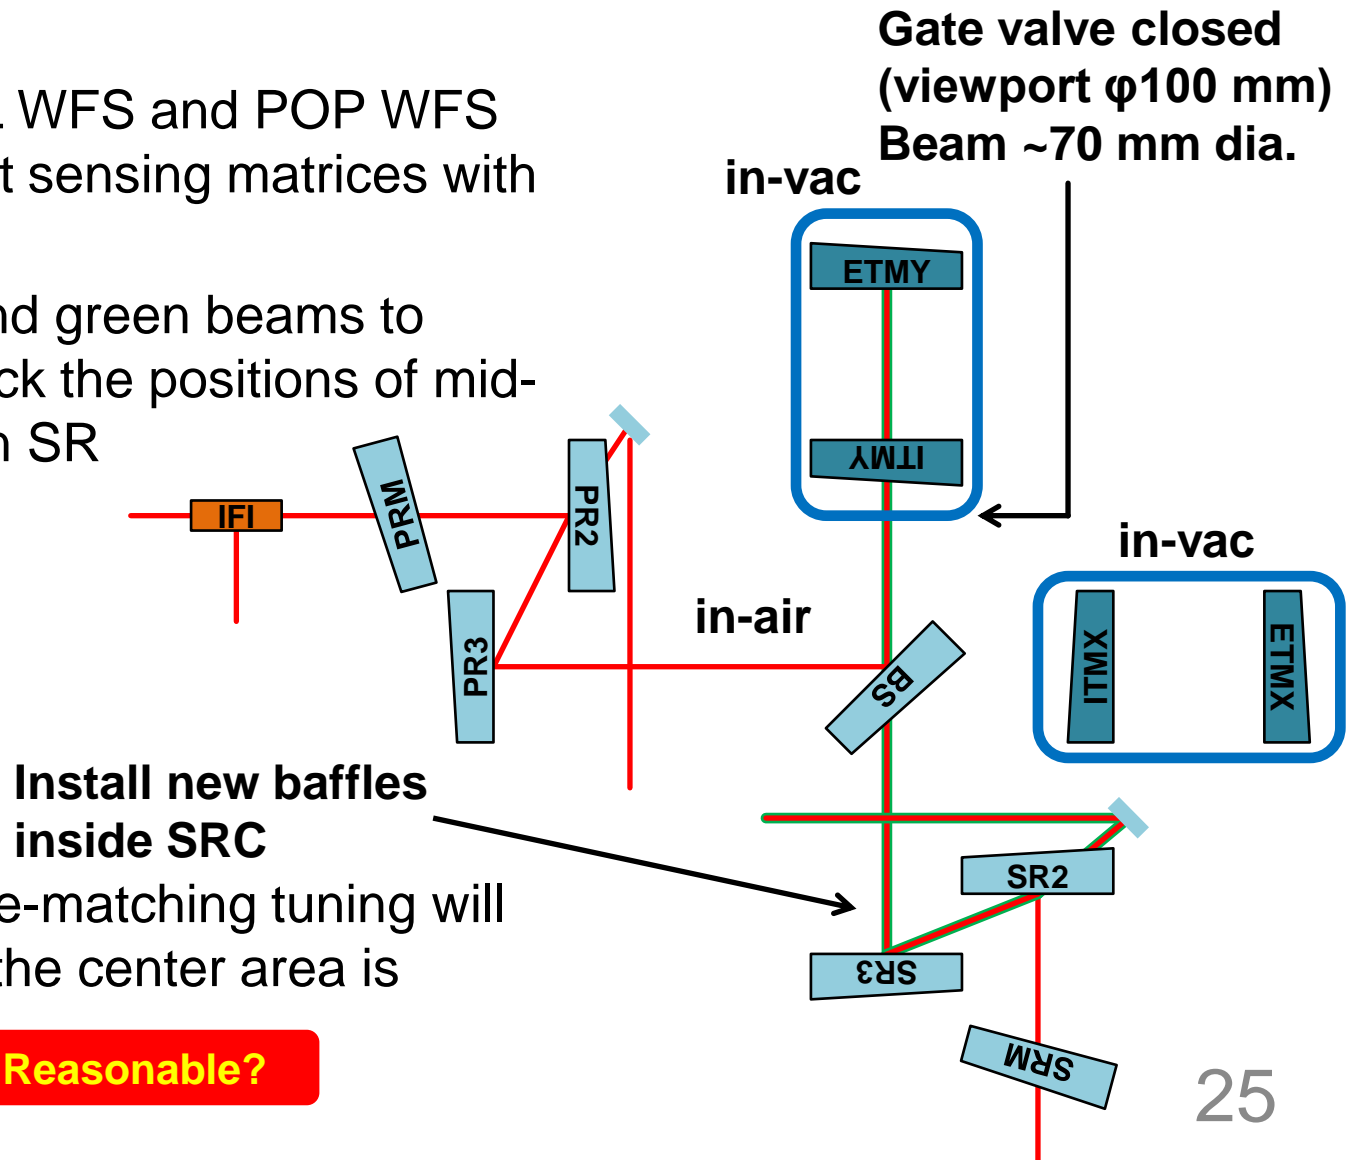 Gate valve closed
(viewport φ100 mm)
Beam ~70 mm dia.
WFS and POP WFS
t sensing matrices with
in-vac
nd green beams to
ck the positions of mid-
n SR
ETMY
ITMY
PRM
PR2
IFI
in-vac
in-air
PR3
BS
ITMX
ETMX
Install new baffles
inside SRC
e-matching tuning will
the center area is
SR2
SR3
SRM
Reasonable?
25